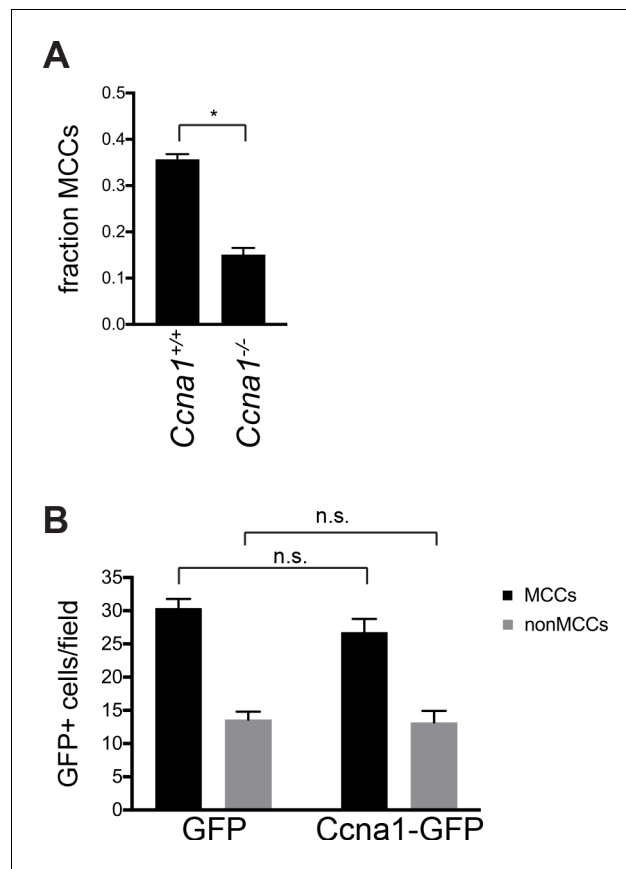 A
0.5
*
0.4
0.3
0.2
0.1
0.0
fraction MCCs
Ccna1+/+
Ccna1-/-
B
n.s.
n.s.
35
30
25
20
15
10
5
0
GFP+ cells/field
MCCs
nonMCCs
GFP Ccna1-GFP